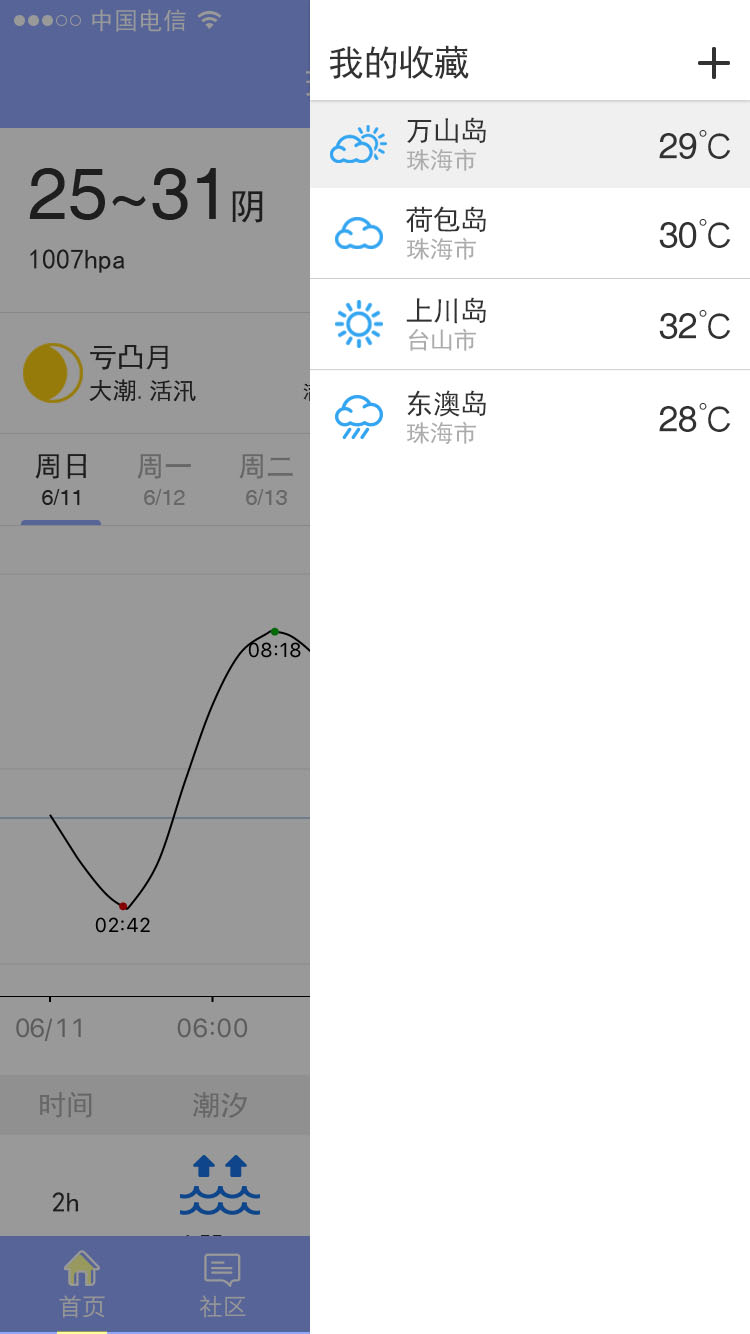 中国电信
我的收藏
万山岛
珠海市
29℃
荷包岛
珠海市
30℃
上川岛
台山市
32℃
东澳岛
珠海市
28℃
25~31阴
1007hpa
亏凸月
大潮. 活汛
周日
6/11
周一
6/12
周二
6/13
08:18
02:42
06/11
06:00
时间
潮汐
2h
首页
社区